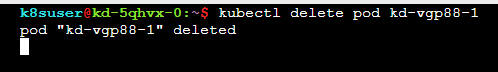 k8suser@kd-5qhvx-0:~$ kubectl delete pod kd-vgp88-1
pod "kd-vgp88-1" deleted